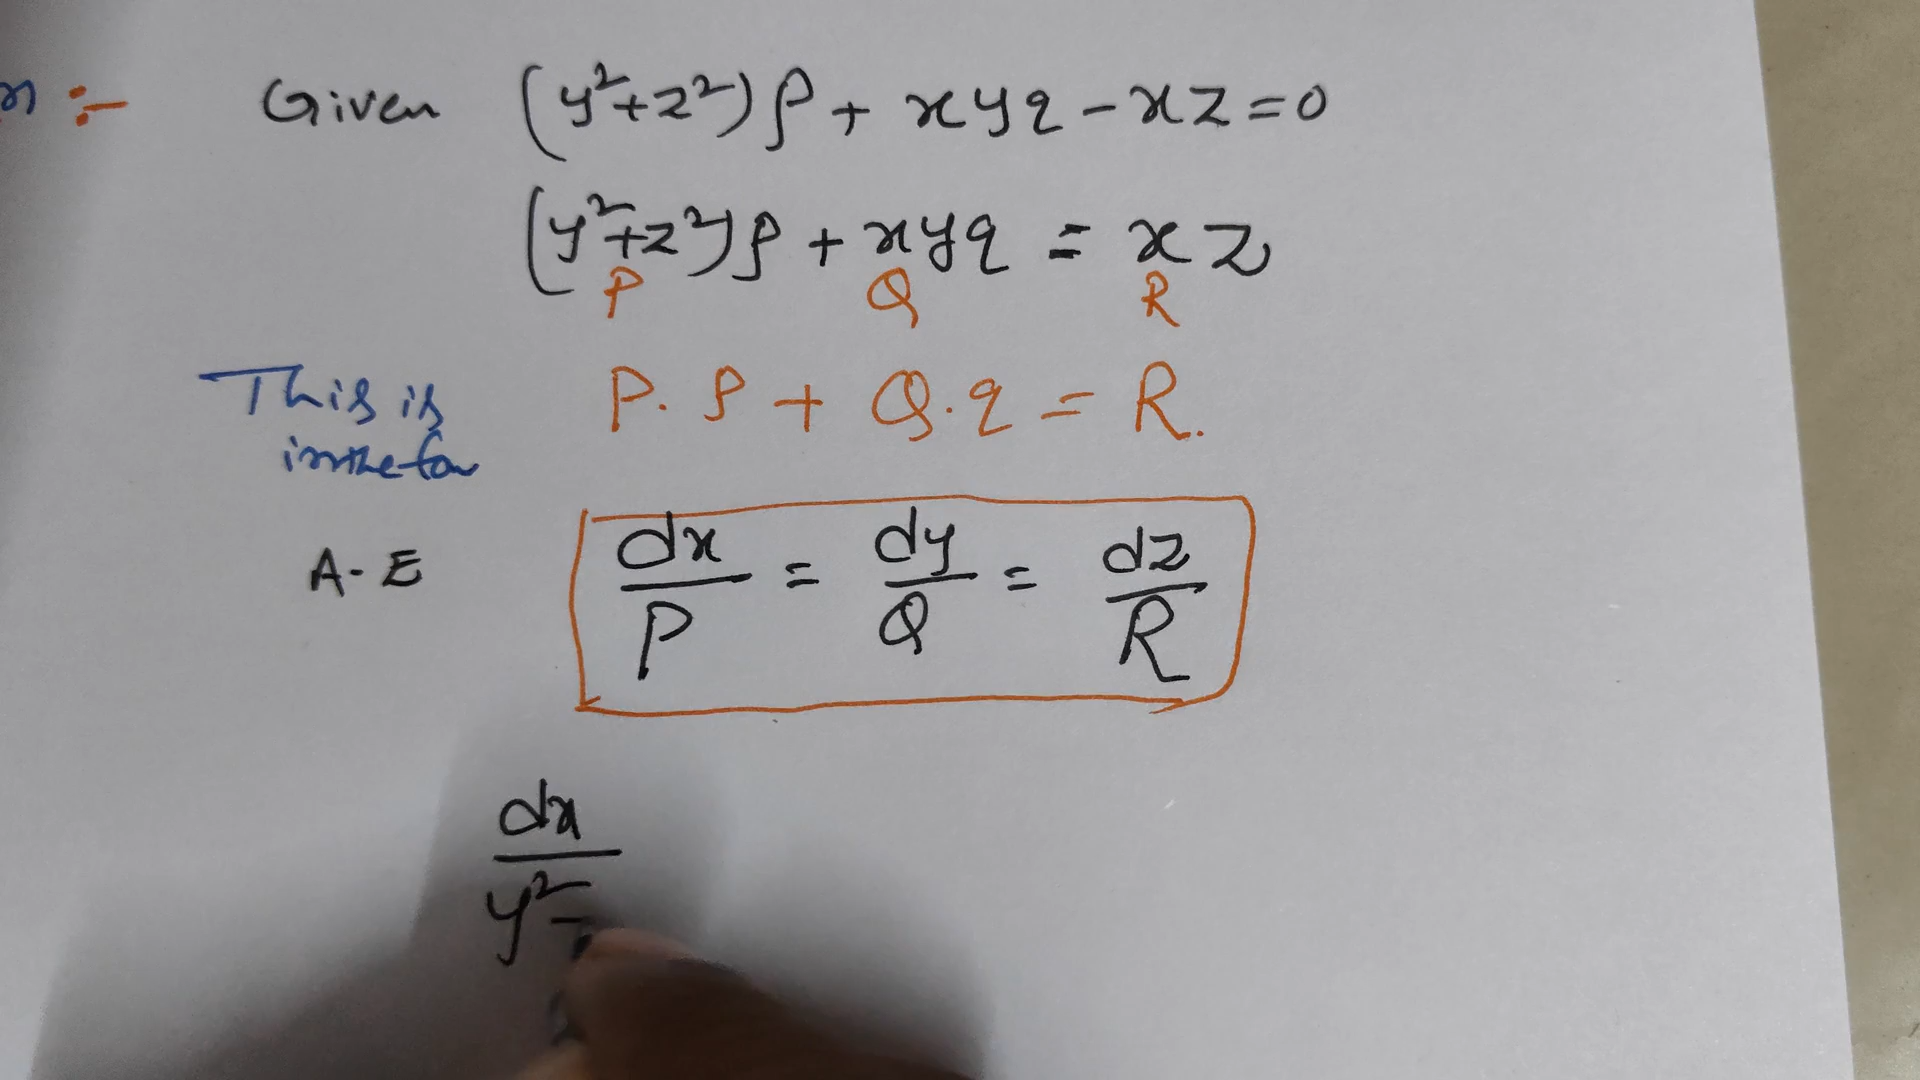 :- Given (y²+z²)p + xyq - xz = 0
(y²+z²)p + xyq = xz
P Q R
This is P.p + Q.q = R.
in the for
A-E dx/P = dy/Q = dz/R
dx/y²